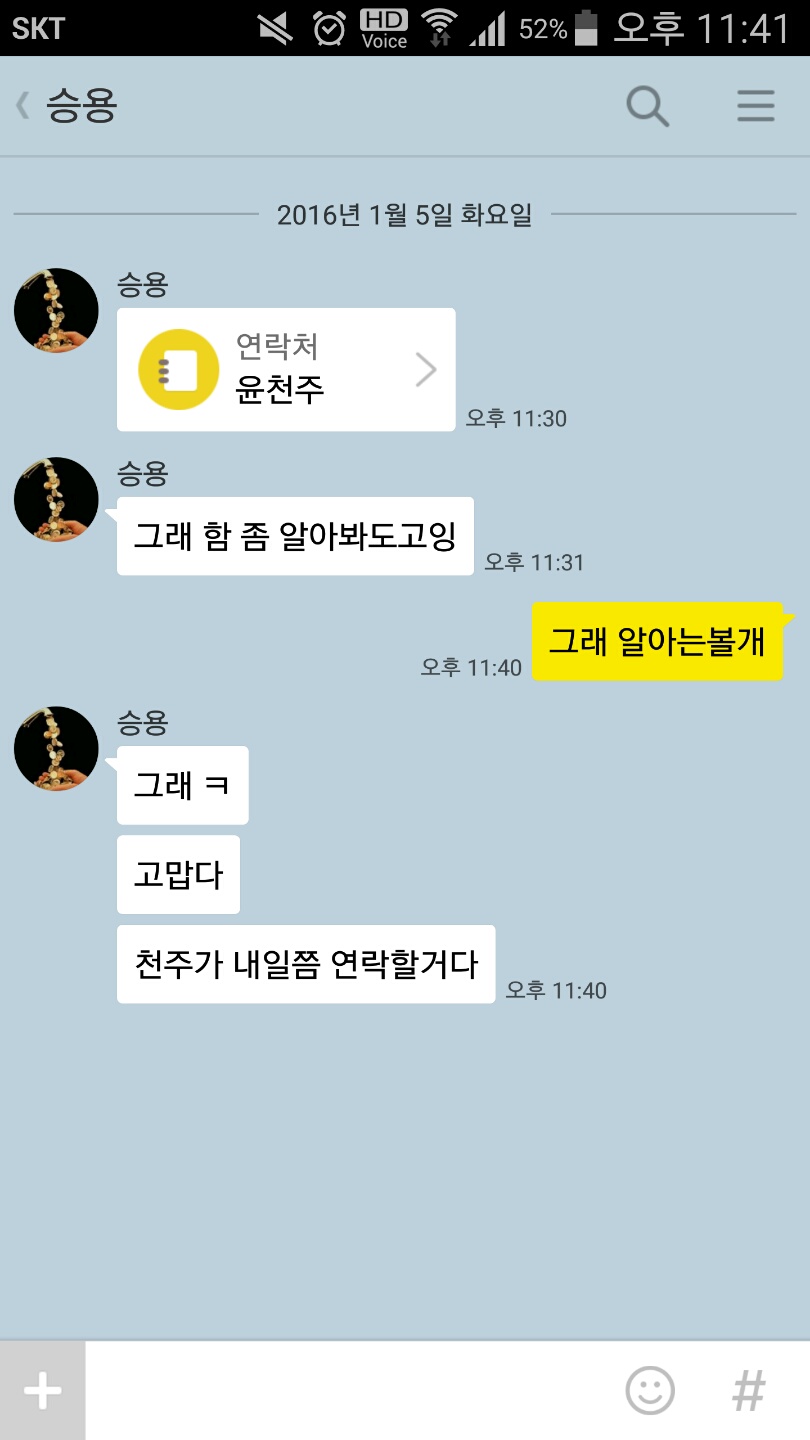 SKT HD Voice 52% 오후 11:41
승용
2016년 1월 5일 화요일
승용
연락처
윤천주
오후 11:30
승용
그래 함 좀 알아봐도고잉
오후 11:31
그래 알아는볼개
오후 11:40
승용
그래 ㅋ
고맙다
천주가 내일쯤 연락할거다
오후 11:40
#